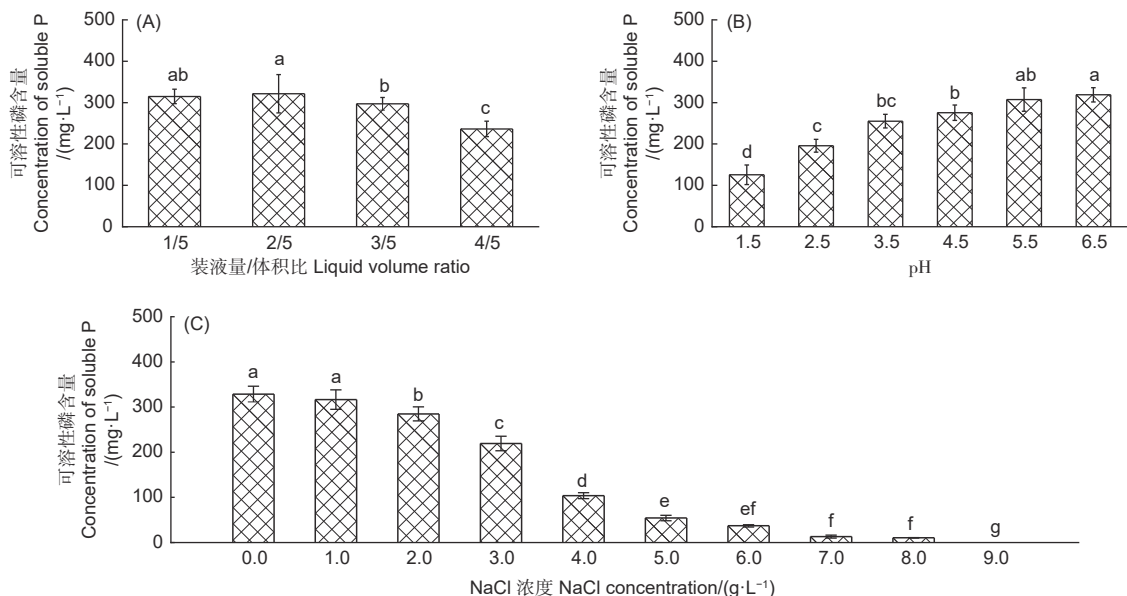 (A)
可溶性磷含量
Concentration of soluble P
/(mg·L⁻¹)
500
400
300
200
100
0
ab
a
b
c
1/5
2/5
3/5
4/5
装液量/体积比 Liquid volume ratio
(B)
可溶性磷含量
Concentration of soluble P
/(mg·L⁻¹)
500
400
300
200
100
0
d
c
bc
b
ab
a
1.5
2.5
3.5
4.5
5.5
6.5
pH
(C)
可溶性磷含量
Concentration of soluble P
/(mg·L⁻¹)
500
400
300
200
100
0
a
a
b
c
d
e
ef
f
f
g
0.0
1.0
2.0
3.0
4.0
5.0
6.0
7.0
8.0
9.0
NaCl 浓度 NaCl concentration/(g·L⁻¹)